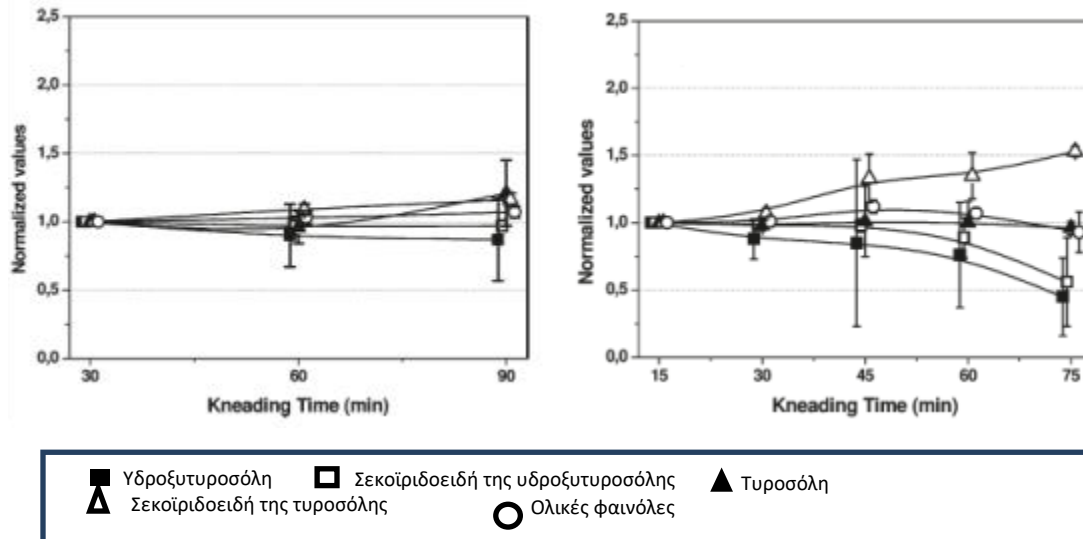 2,5
2,0
1,5
1,0
0,5
0,0
Normalized values
30 60 90
Kneading Time (min)
2,5
2,0
1,5
1,0
0,5
0,0
Normalized values
15 30 45 60 75
Kneading Time (min)
Υδροξυτυροσόλη Σεκοϊριδοειδή της υδροξυτυροσόλης Τυροσόλη
Σεκοϊριδοειδή της τυροσόλης Ολικές φαινόλες